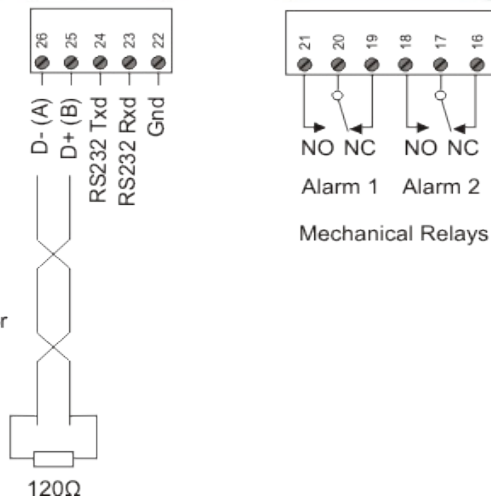 26 25 24 23 22
D- (A)
D+ (B)
RS232 Txd
RS232 Rxd
Gnd
r
120Ω
21 20 19 18 17 16
NO NC NO NC
Alarm 1 Alarm 2
Mechanical Relays